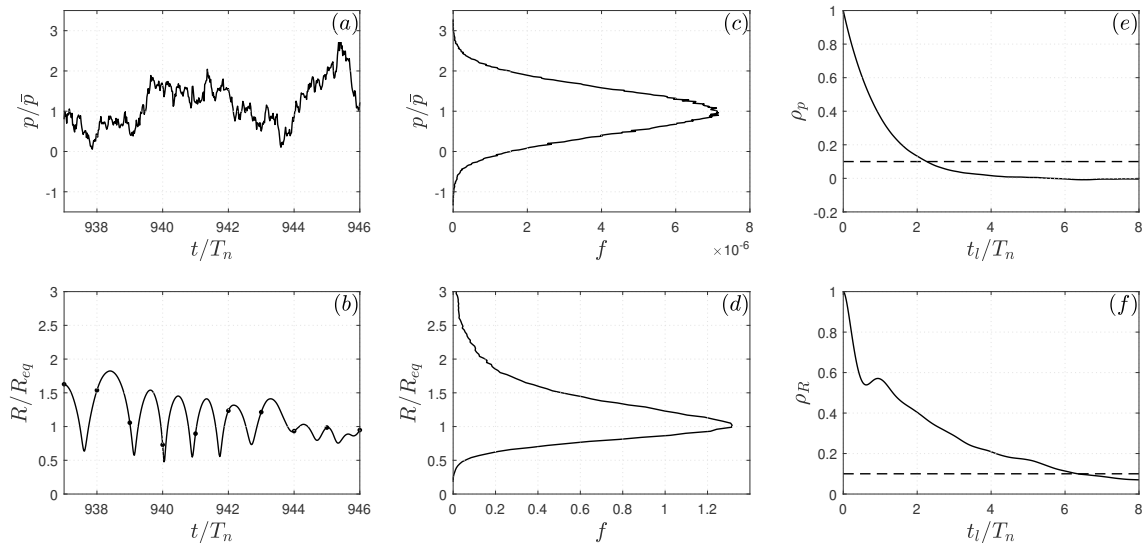 (a)
p/p̄
3
2
1
0
-1
938 940 942 944 946
t/T_n
(c)
p/p̄
3
2
1
0
-1
0 2 4 6 8
×10^-6
f
(e)
ρ_p
1
0.8
0.6
0.4
0.2
0
-0.2
0 2 4 6 8
t_l/T_n
(b)
R/R_eq
3
2.5
2
1.5
1
0.5
0
938 940 942 944 946
t/T_n
(d)
R/R_eq
3
2.5
2
1.5
1
0.5
0
0 0.2 0.4 0.6 0.8 1 1.2
f
(f)
ρ_R
1
0.8
0.6
0.4
0.2
0
0 2 4 6 8
t_l/T_n